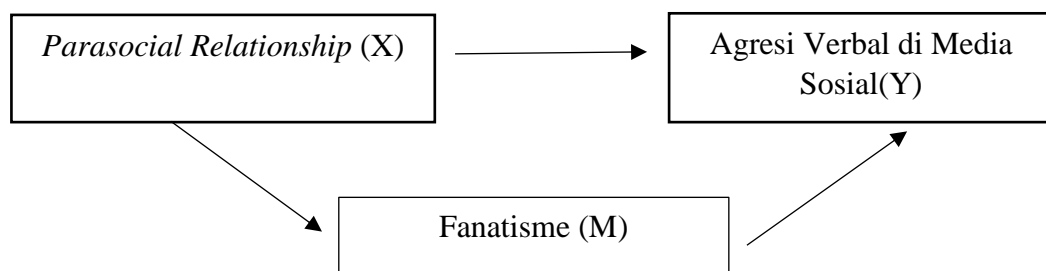 Parasocial Relationship (X)
Agresi Verbal di Media
Sosial(Y)
Fanatisme (M)